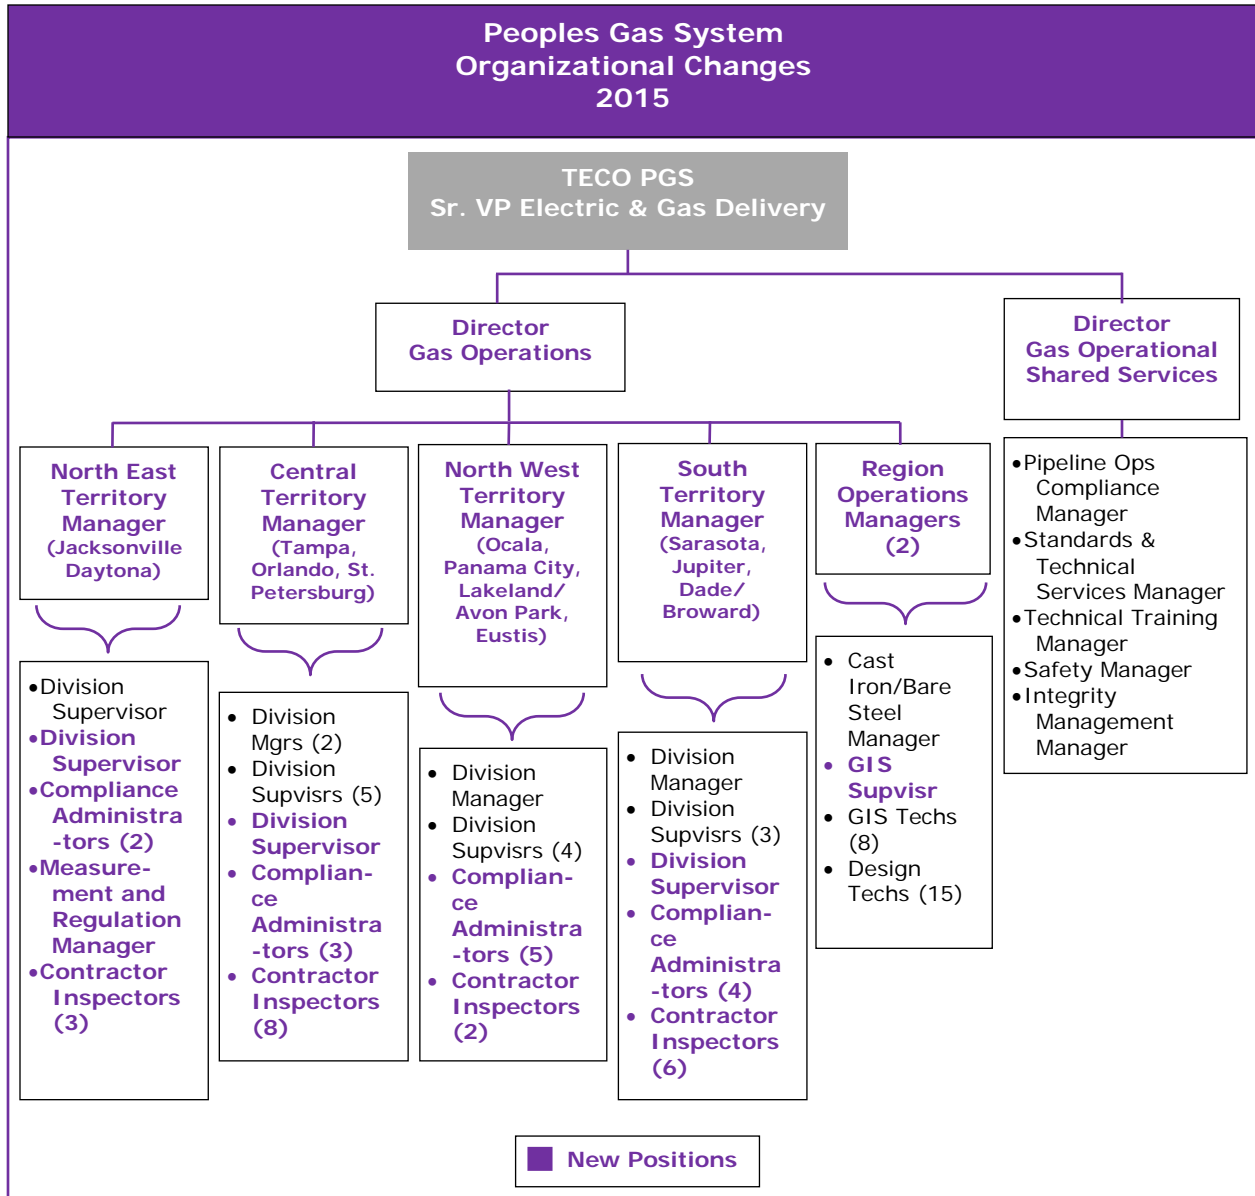 Peoples Gas System
Organizational Changes
2015
TECO PGS
Sr. VP Electric & Gas Delivery
Director
Gas Operations
Director
Gas Operational
Shared Services
North East
Territory
Manager
(Jacksonville
Daytona)
Central
Territory
Manager
(Tampa,
Orlando, St.
Petersburg)
North West
Territory
Manager
(Ocala,
Panama City,
Lakeland/
Avon Park,
Eustis)
South
Territory
Manager
(Sarasota,
Jupiter,
Dade/
Broward)
Region
Operations
Managers
(2)
•Pipeline Ops
Compliance
Manager
•Standards &
Technical
Services Manager
•Technical Training
Manager
•Safety Manager
•Integrity
Management
Manager
•Division
Supervisor
•Division
Supervisor
•Compliance
Administra
-tors (2)
•Measure-
ment and
Regulation
Manager
•Contractor
Inspectors
(3)
• Division
Mgrs (2)
• Division
Supvisrs (5)
• Division
Supervisor
• Complian-
ce
Administra
-tors (3)
• Contractor
Inspectors
(8)
• Division
Manager
• Division
Supvisrs (4)
• Complian-
ce
Administra
-tors (5)
• Contractor
Inspectors
(2)
• Division
Manager
• Division
Supvisrs (3)
• Division
Supervisor
• Complian-
ce
Administra
-tors (4)
• Contractor
Inspectors
(6)
• Cast
Iron/Bare
Steel
Manager
• GIS
Supvisr
• GIS Techs
(8)
• Design
Techs (15)
New Positions